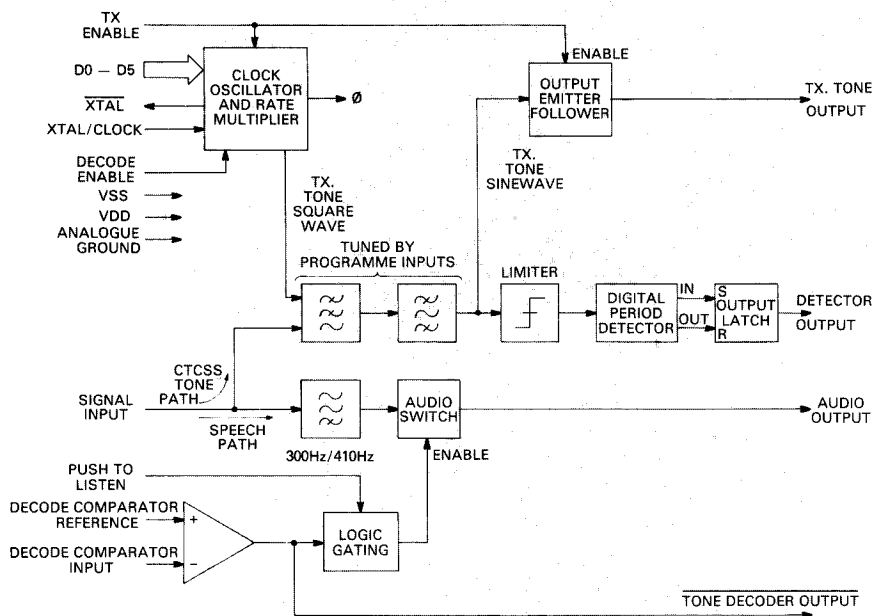 TX
ENABLE
ENABLE
D0 – D5
CLOCK
OSCILLATOR
AND RATE
MULTIPLIER
Ø
OUTPUT
EMITTER
FOLLOWER
TX. TONE
OUTPUT
XTAL
XTAL/CLOCK
DECODE
ENABLE
VSS
VDD
ANALOGUE
GROUND
TX.
TONE
SQUARE
WAVE
TX.
TONE
SINEWAVE
TUNED BY
PROGRAMME INPUTS
LIMITER
DIGITAL
PERIOD
DETECTOR
IN
OUT
S
OUTPUT
LATCH
R
DETECTOR
OUTPUT
CTCSS
TONE
PATH
SIGNAL
INPUT
SPEECH
PATH
300Hz/410Hz
AUDIO
SWITCH
AUDIO
OUTPUT
ENABLE
PUSH TO
LISTEN
DECODE COMPARATOR
REFERENCE
+
DECODE COMPARATOR
INPUT
−
LOGIC
GATING
TONE DECODER OUTPUT